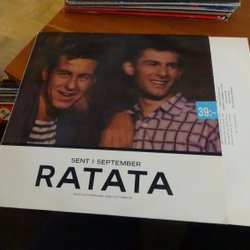 39:-
SENT I SEPTEMBER
RATATA